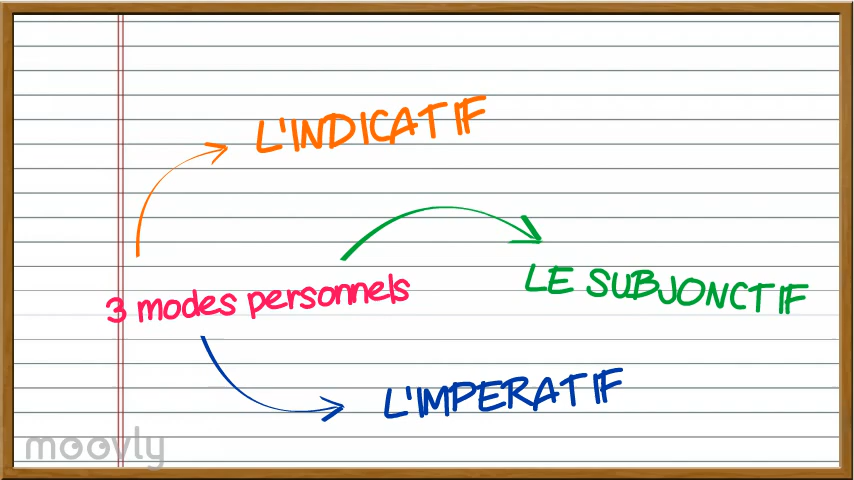 L'INDICATIF
LE SUBJONCTIF
3 modes personnels
L'IMPERATIF
moovly